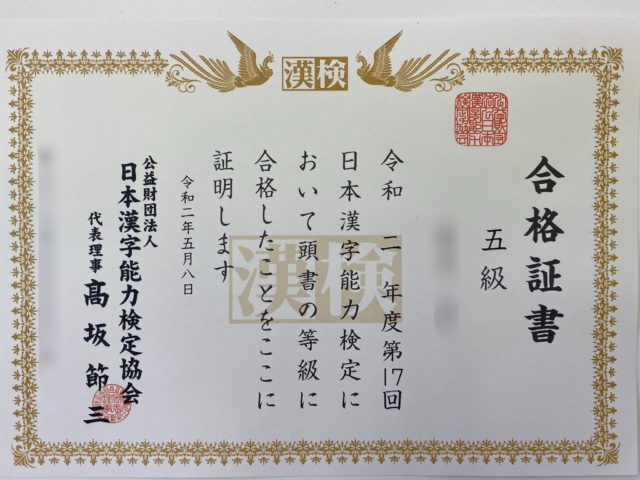 漢検
合格証書
五級
令和二年度第17回
日本漢字能力検定に
おいて頭書の等級に
合格したことをここに
証明します
令和二年五月八日
公益財団法人
日本漢字能力検定協会
代表理事 髙坂節三
漢検